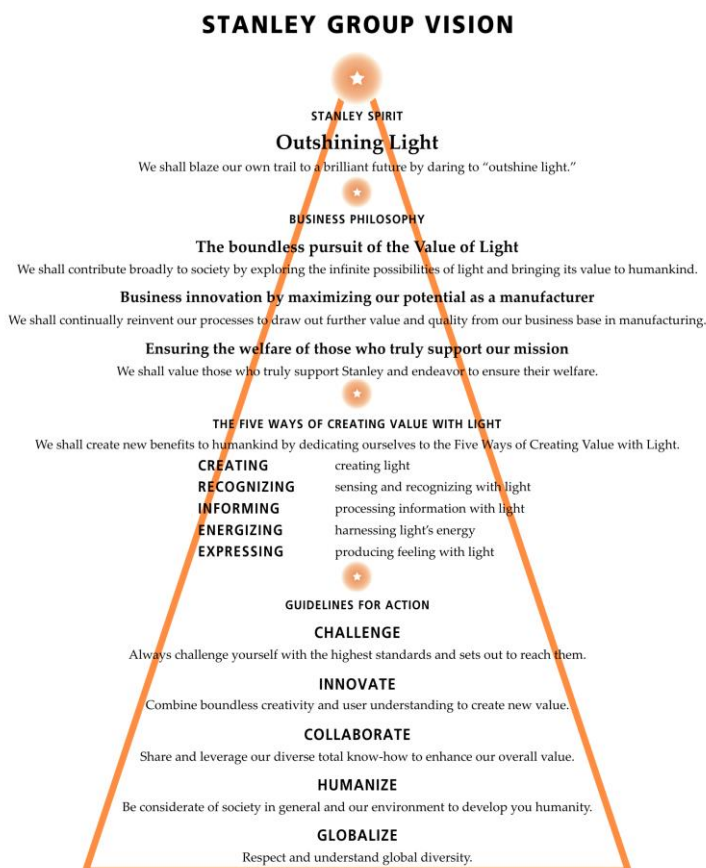 STANLEY GROUP VISION
STANLEY SPIRIT
Outshining Light
We shall blaze our own trail to a brilliant future by daring to “outshine light.”
BUSINESS PHILOSOPHY
The boundless pursuit of the Value of Light
We shall contribute broadly to society by exploring the infinite possibilities of light and bringing its value to humankind.
Business innovation by maximizing our potential as a manufacturer
We shall continually reinvent our processes to draw out further value and quality from our business base in manufacturing.
Ensuring the welfare of those who truly support our mission
We shall value those who truly support Stanley and endeavor to ensure their welfare.
THE FIVE WAYS OF CREATING VALUE WITH LIGHT
We shall create new benefits to humankind by dedicating ourselves to the Five Ways of Creating Value with Light.
CREATING creating light
RECOGNIZING sensing and recognizing with light
INFORMING processing information with light
ENERGIZING harnessing light’s energy
EXPRESSING producing feeling with light
GUIDELINES FOR ACTION
CHALLENGE
Always challenge yourself with the highest standards and sets out to reach them.
INNOVATE
Combine boundless creativity and user understanding to create new value.
COLLABORATE
Share and leverage our diverse total know-how to enhance our overall value.
HUMANIZE
Be considerate of society in general and our environment to develop you humanity.
GLOBALIZE
Respect and understand global diversity.